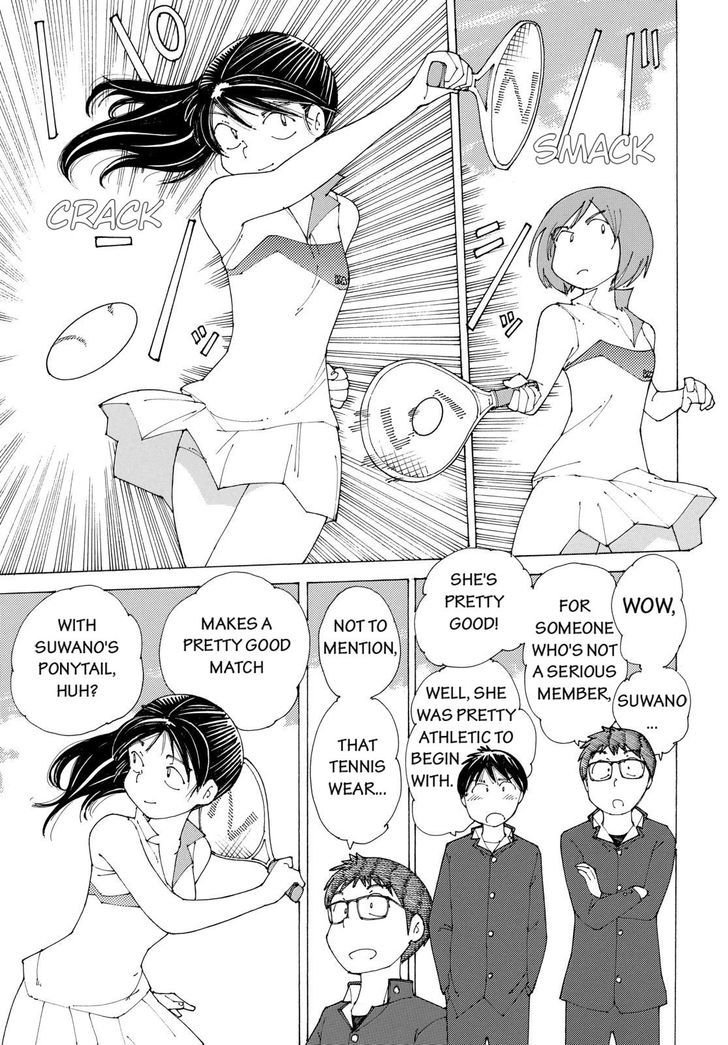 SMACK
CRACK
WOW,
SUWANO
...
FOR
SOMEONE
WHO'S NOT
A SERIOUS
MEMBER,
SHE'S
PRETTY
GOOD!
WELL, SHE
WAS PRETTY
ATHLETIC TO
BEGIN
WITH.
NOT TO
MENTION,
THAT
TENNIS
WEAR...
MAKES A
PRETTY GOOD
MATCH
WITH
SUWANO'S
PONYTAIL,
HUH?